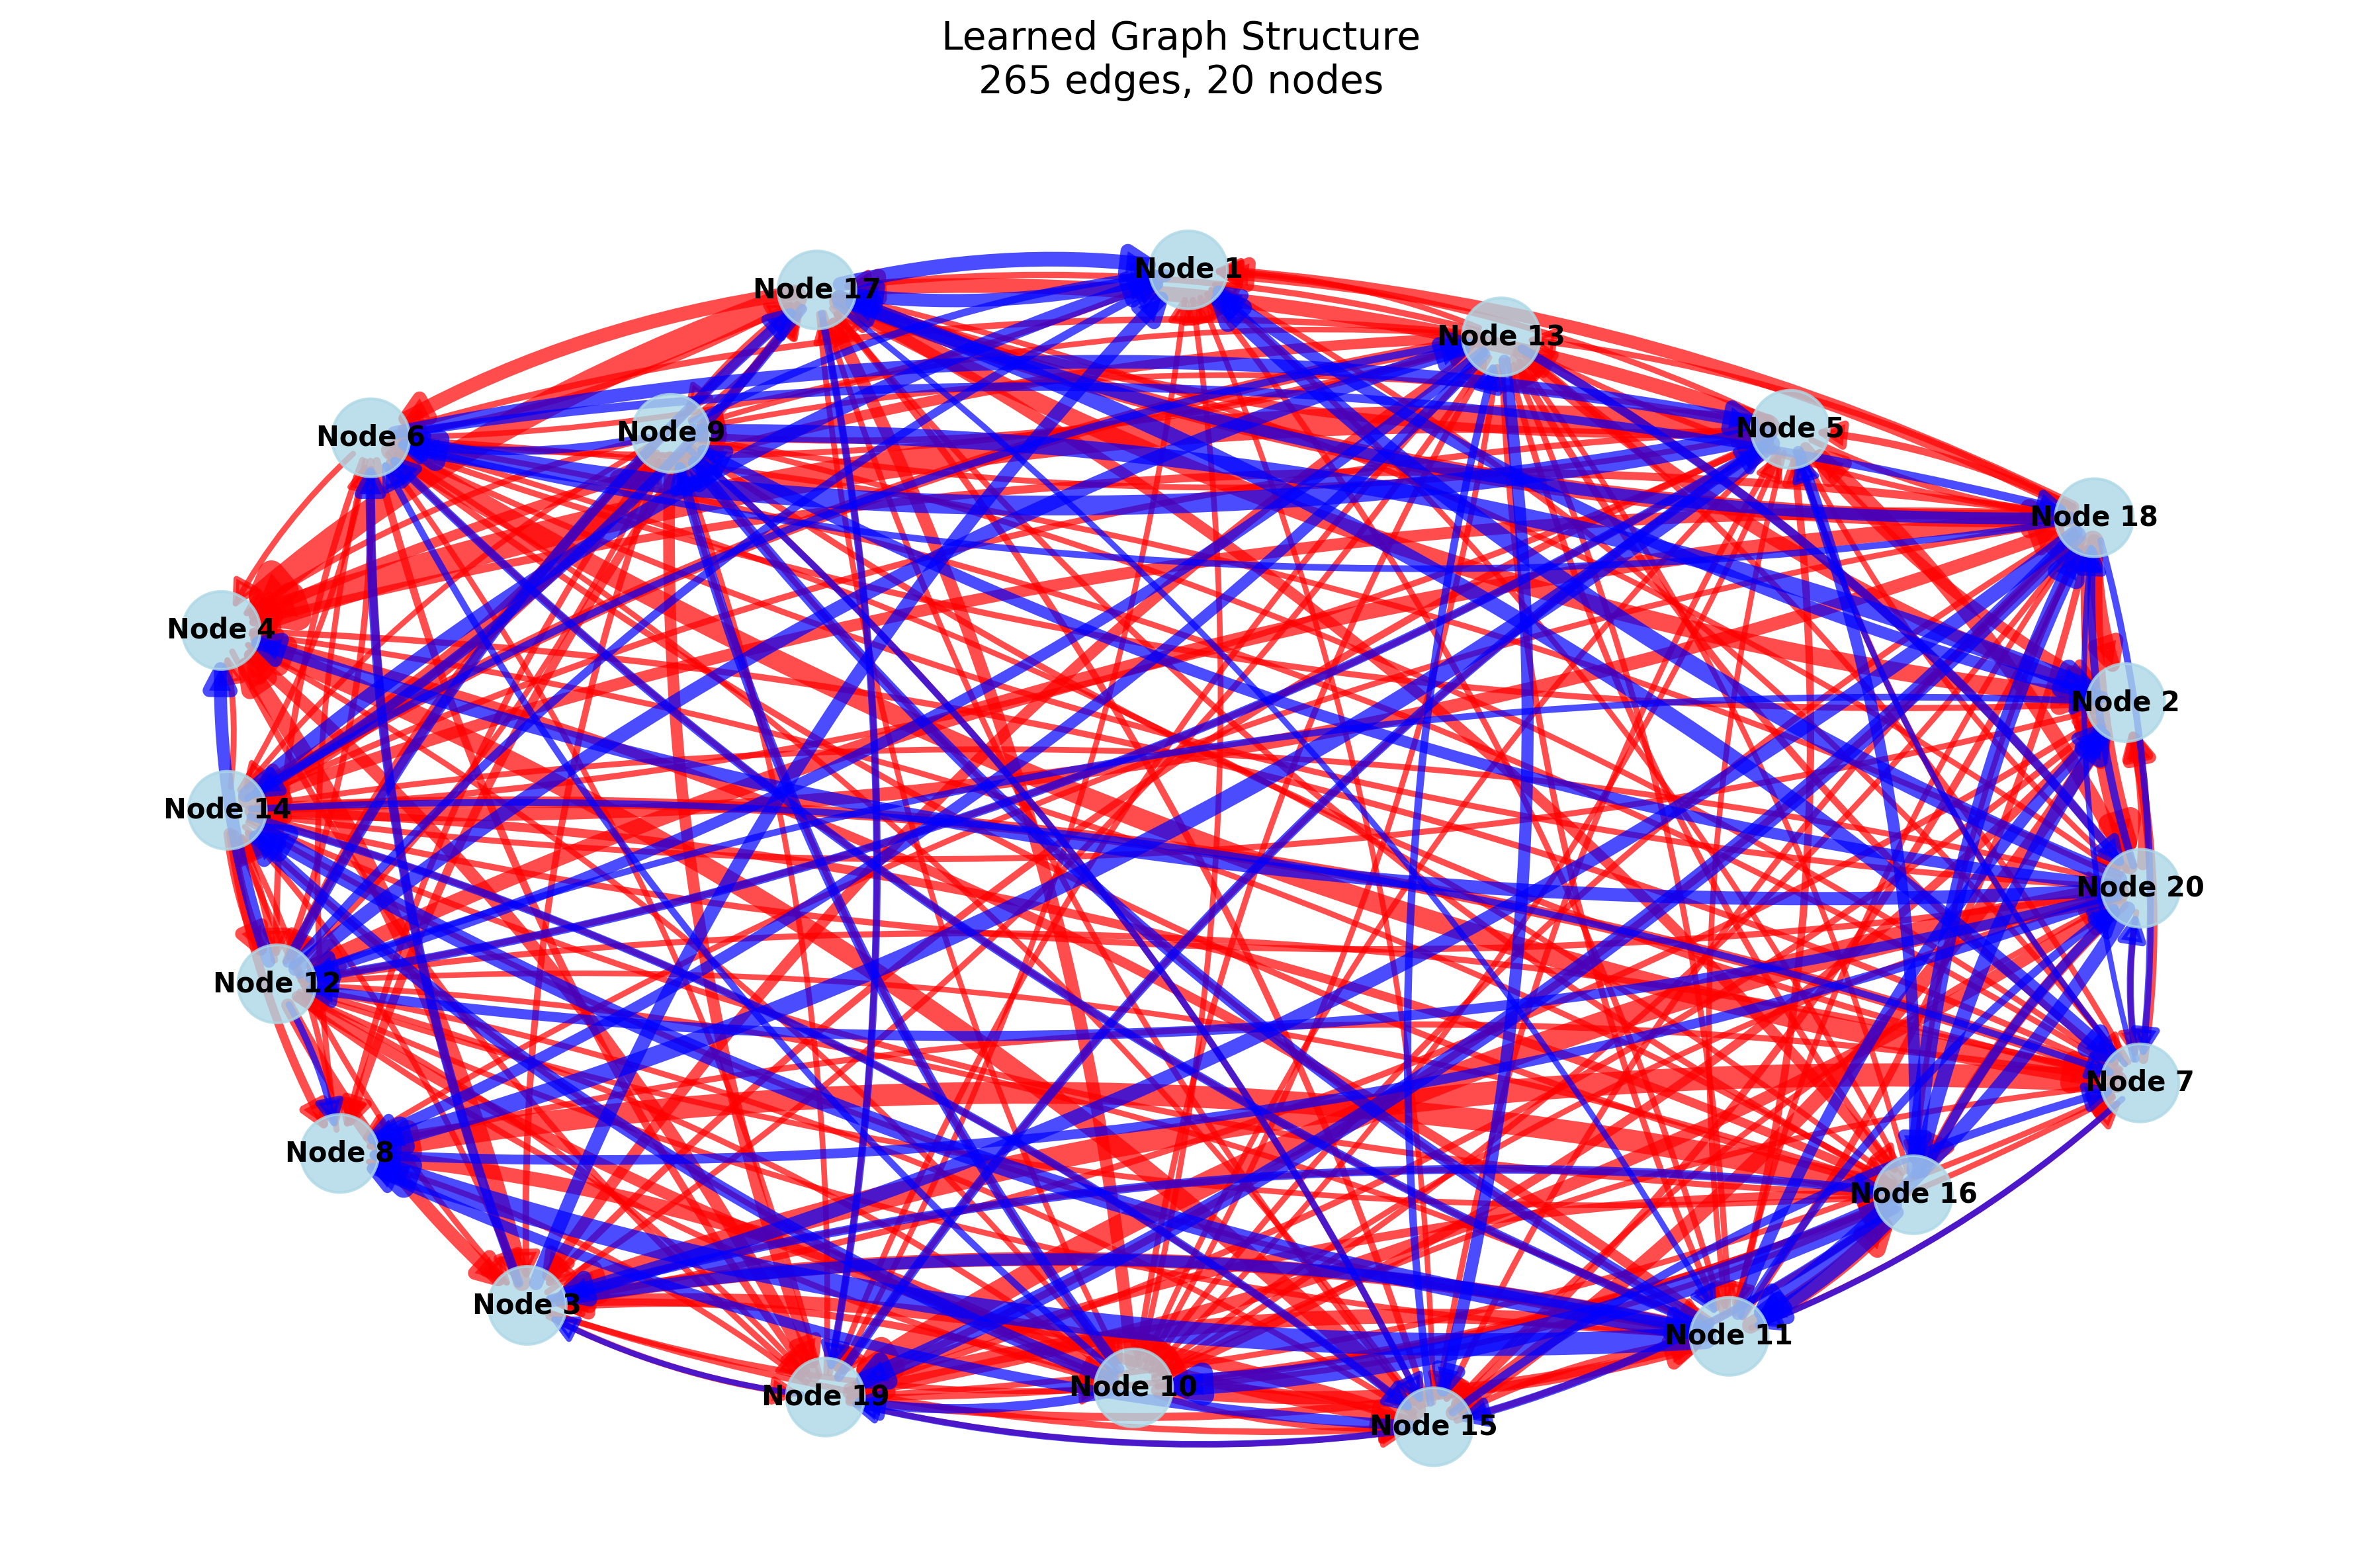 Learned Graph Structure
265 edges, 20 nodes
Node 1
Node 17
Node 13
Node 5
Node 6
Node 9
Node 18
Node 4
Node 2
Node 14
Node 20
Node 12
Node 7
Node 8
Node 16
Node 3
Node 11
Node 19
Node 10
Node 15